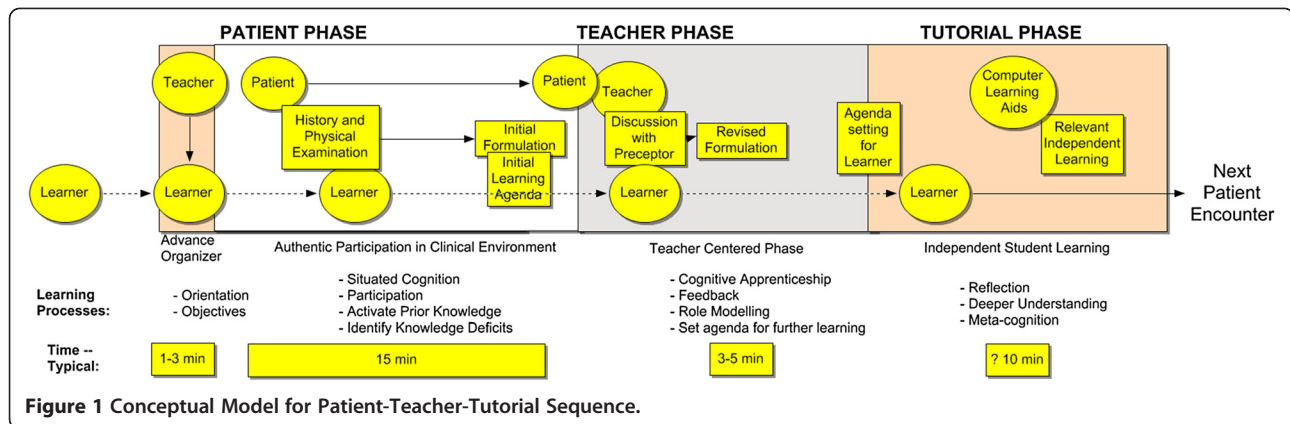 PATIENT PHASE
TEACHER PHASE
TUTORIAL PHASE
Teacher
Patient
Patient
Teacher
Computer
Learning
Aids
History and
Physical
Examination
Initial
Formulation
Initial
Learning
Agenda
Discussion
with
Preceptor
Revised
Formulation
Agenda
setting
for
Learner
Relevant
Independent
Learning
Learner
Learner
Learner
Learner
Learner
Next
Patient
Encounter
Advance
Organizer
Authentic Participation in Clinical Environment
Teacher Centered Phase
Independent Student Learning
Learning
Processes:
- Orientation
- Objectives
- Situated Cognition
- Participation
- Activate Prior Knowledge
- Identify Knowledge Deficits
- Cognitive Apprenticeship
- Feedback
- Role Modelling
- Set agenda for further learning
- Reflection
- Deeper Understanding
- Meta-cognition
Time --
Typical:
1-3 min
15 min
3-5 min
? 10 min
Figure 1 Conceptual Model for Patient-Teacher-Tutorial Sequence.